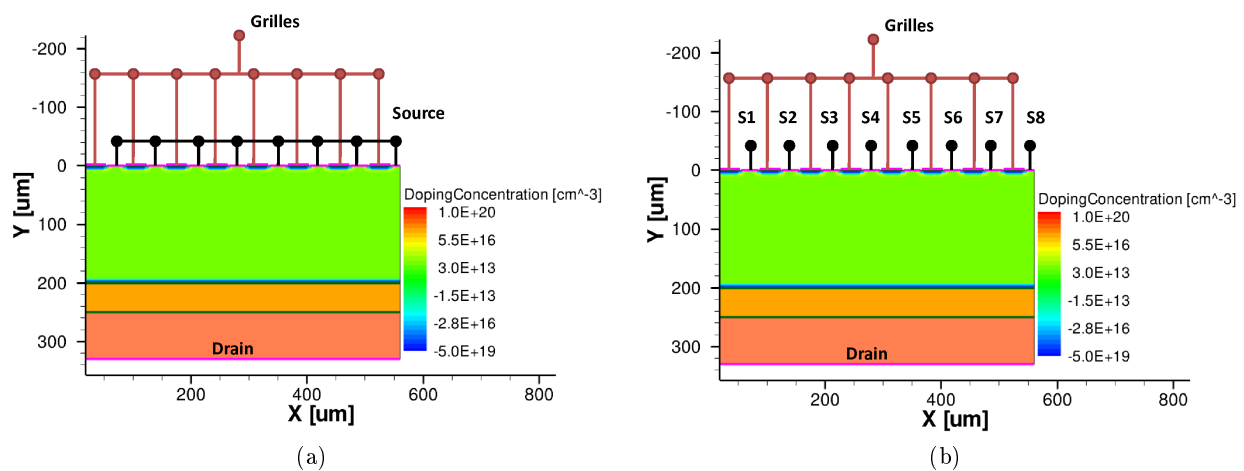 Grilles
-200
-100
0
100
200
300
Y [um]
Source
DopingConcentration [cm^-3]
1.0E+20
5.5E+16
3.0E+13
-1.5E+13
-2.8E+16
-5.0E+19
Drain
200
400
600
800
X [um]
(a)
Grilles
-200
-100
0
100
200
300
Y [um]
S1 S2 S3 S4 S5 S6 S7 S8
DopingConcentration [cm^-3]
1.0E+20
5.5E+16
3.0E+13
-1.5E+13
-2.8E+16
-5.0E+19
Drain
200
400
600
800
X [um]
(b)